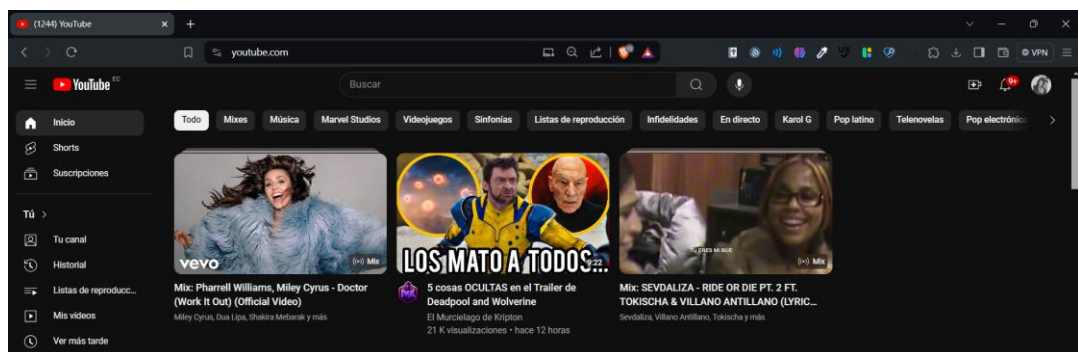 (1244) YouTube
youtube.com
VPN
YouTube EC
Buscar
9+
Inicio
Shorts
Suscripciones
Tú
Tu canal
Historial
Listas de reproducc...
Mis vídeos
Ver más tarde
Todo Mixes Música Marvel Studios Videojuegos Sinfonías Listas de reproducción Infidelidades En directo Karol G Pop latino Telenovelas Pop electrónic
vevo
Mix
Mix: Pharrell Williams, Miley Cyrus - Doctor
(Work It Out) (Official Video)
Miley Cyrus, Dua Lipa, Shakira Mebarak y más
LOS MATO A TODOS...
9:22
5 cosas OCULTAS en el Trailer de
Deadpool and Wolverine
El Murcielago de Kripton
21 K visualizaciones • hace 12 horas
Mix
Mix: SEVDALIZA - RIDE OR DIE PT. 2 FT.
TOKISCHA & VILLANO ANTILLANO (LYRIC...
Sevdaliza, Villano Antillano, Tokischa y más